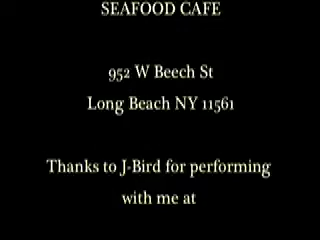 SEAFOOD CAFE
952 W Beech St
Long Beach NY 11561
Thanks to J-Bird for performing
with me at